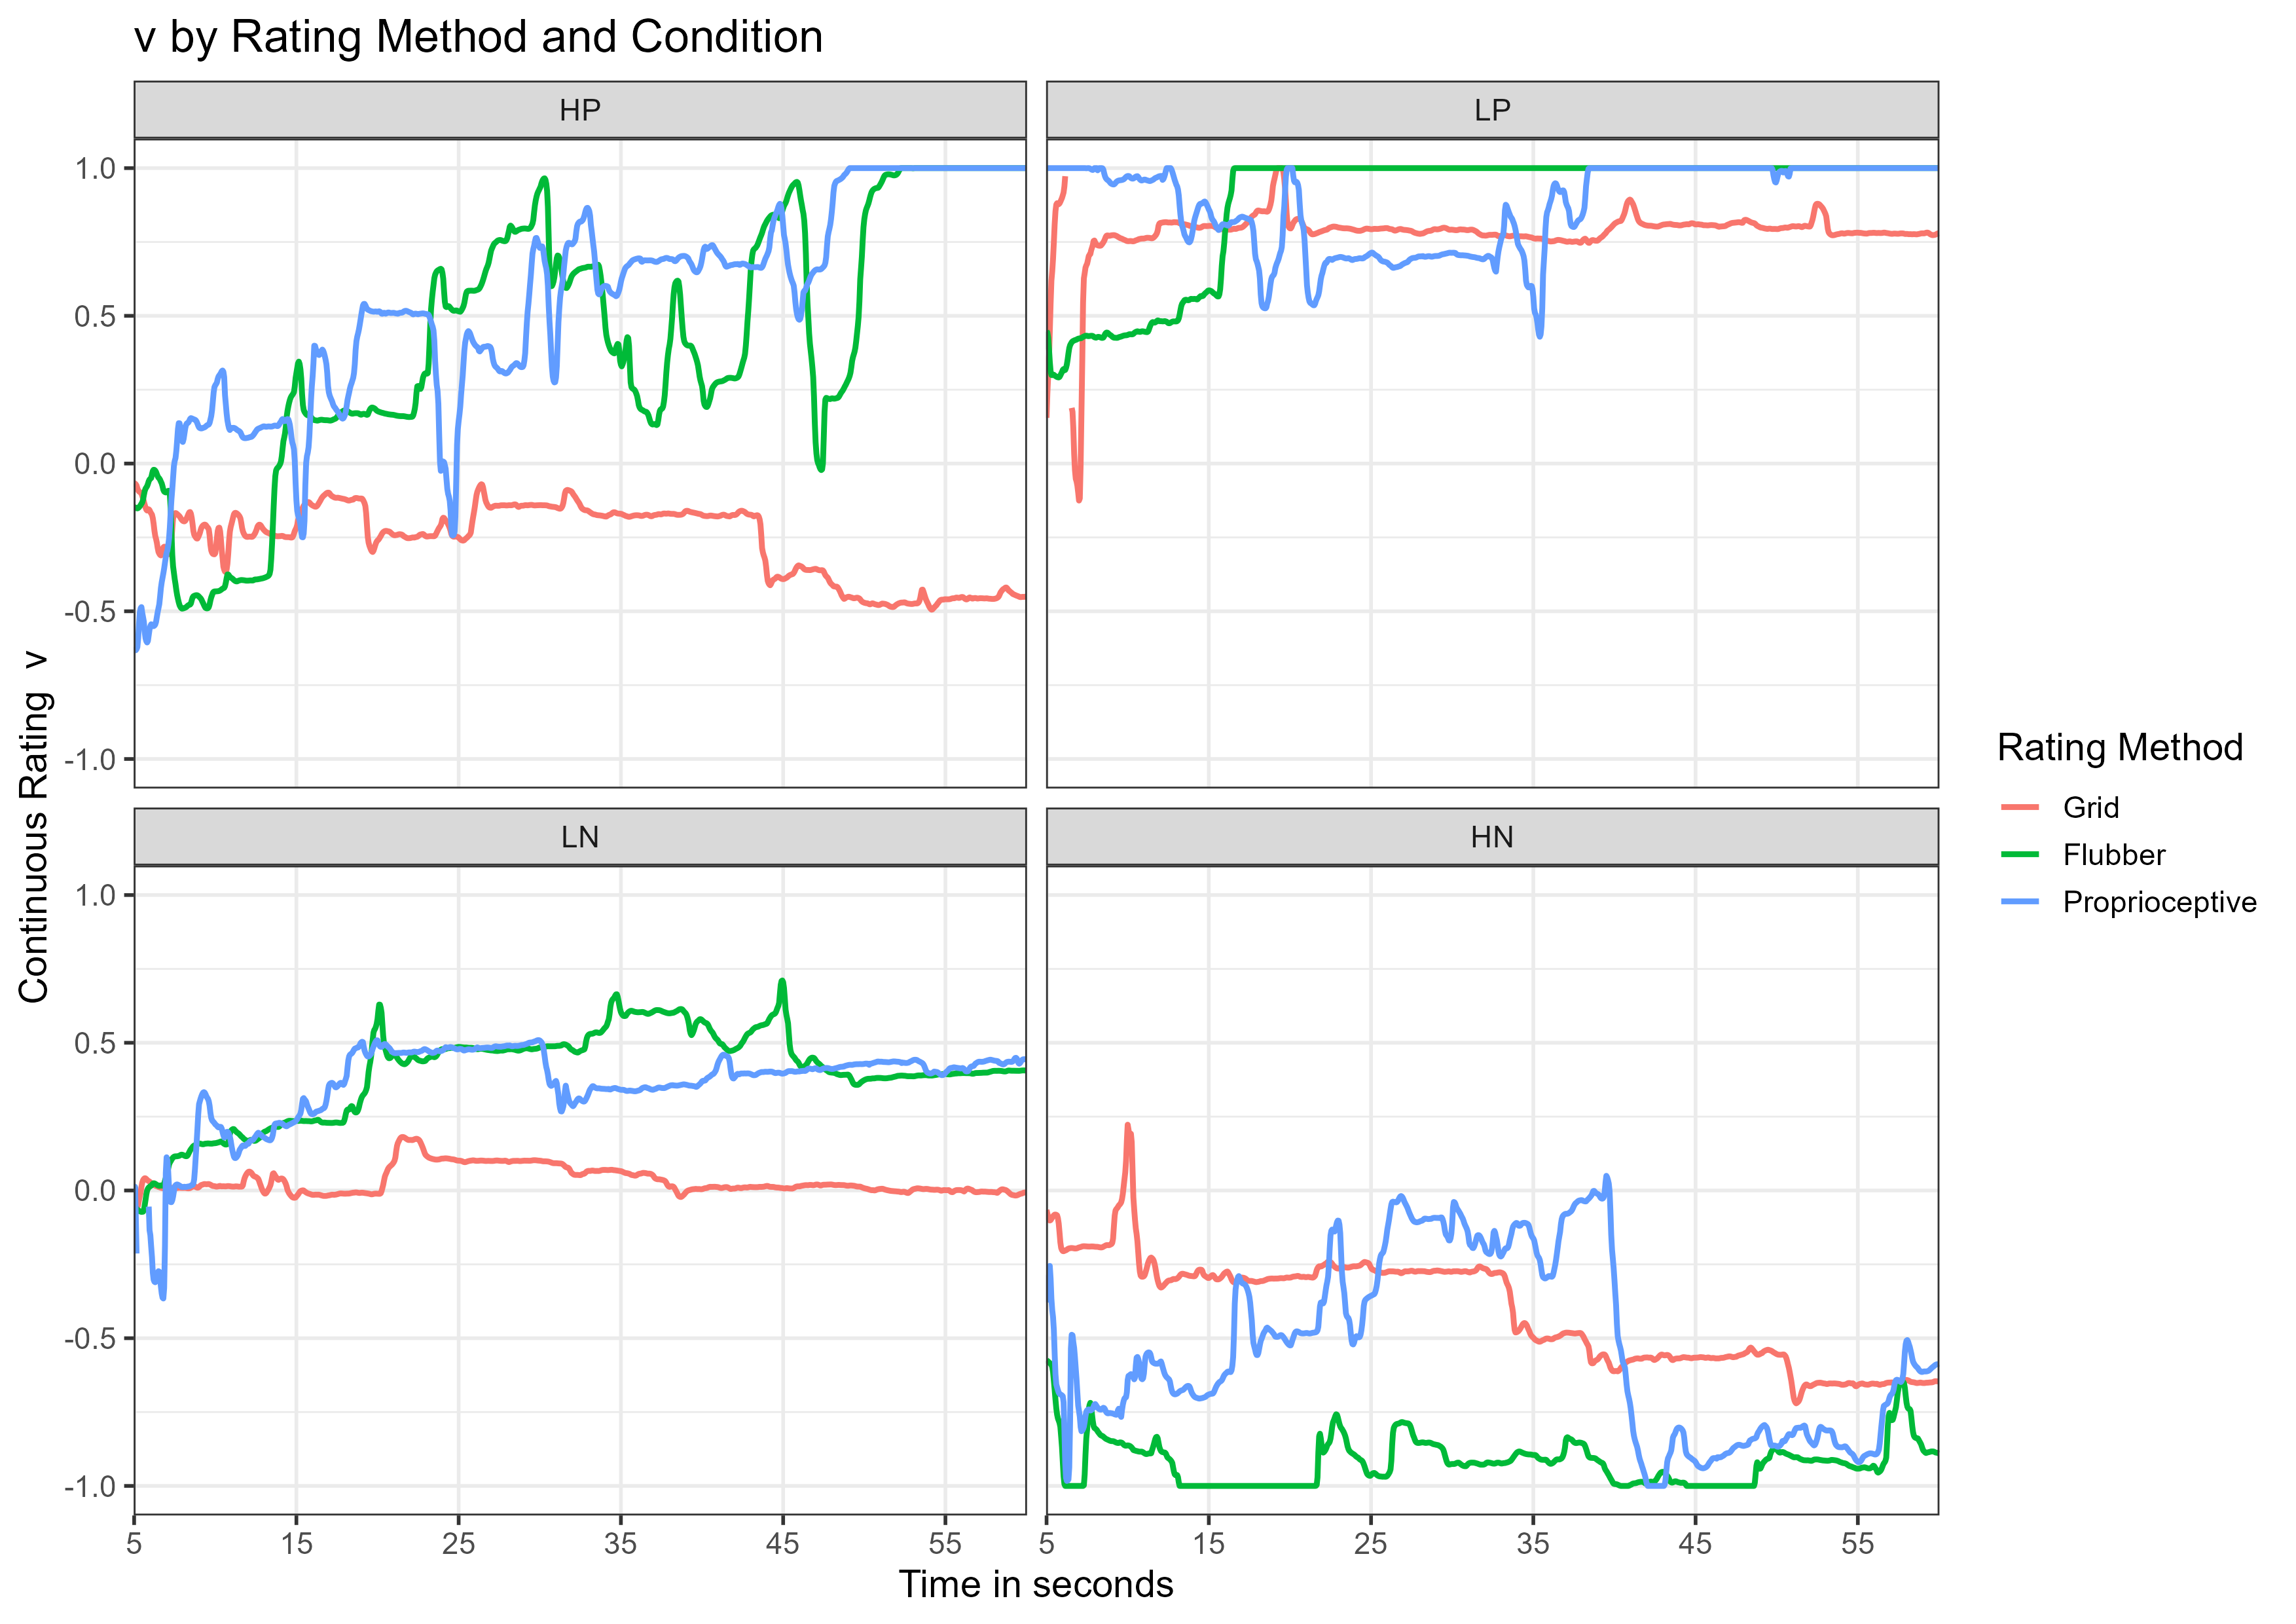 v by Rating Method and Condition
HP
LP
1.0
0.5
0.0
-0.5
-1.0
LN
HN
1.0
0.5
0.0
-0.5
-1.0
5 15 25 35 45 55
5 15 25 35 45 55
Time in seconds
Continuous Rating v
Rating Method
Grid
Flubber
Proprioceptive